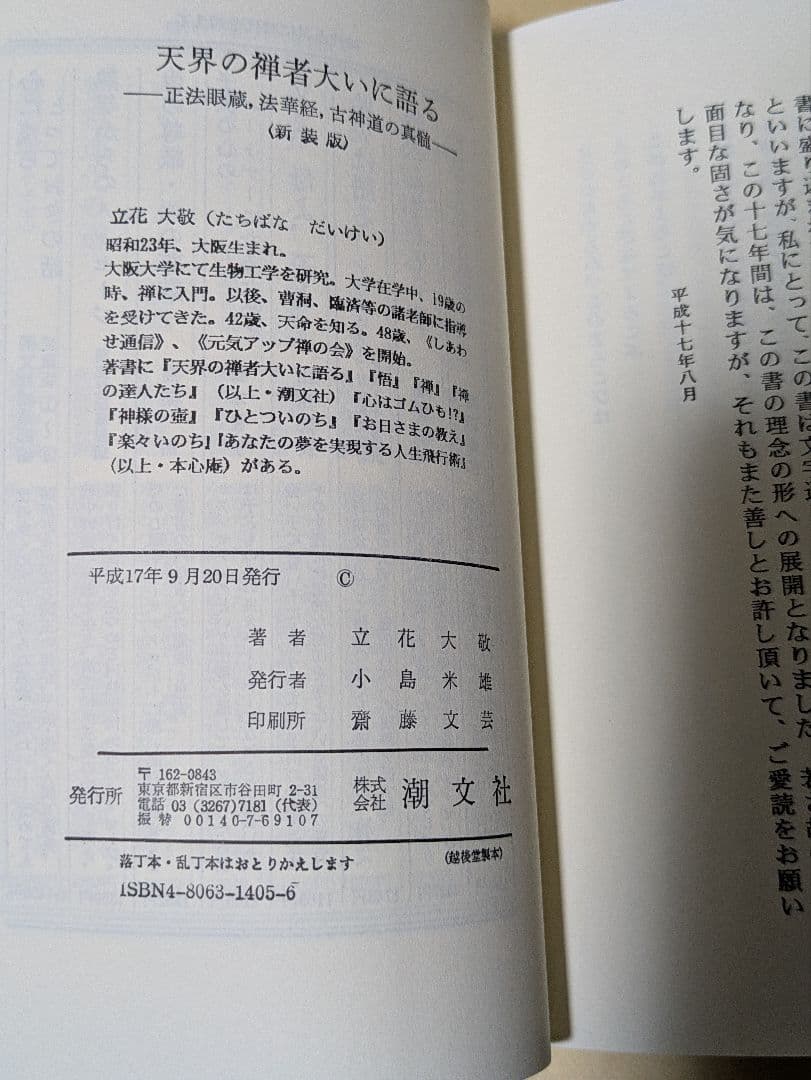 天界の禅者大いに語る
――正法眼蔵,法華経,古神道の真髄――
〈新装版〉
立花 大敬（たちばな だいけい）
昭和23年、大阪生まれ。
大阪大学にて生物工学を研究。大学在学中、19歳の
時、禅に入門。以後、曹洞、臨済等の諸老師に指導
を受けてきた。42歳、天命を知る。48歳、《しあわ
せ通信》、《元気アップ禅の会》を開始。
著書に『天界の禅者大いに語る』『悟』『禅』『禅
の達人たち』（以上・潮文社）『心はゴムひも!?』
『神様の壺』『ひとついのち』『お日さまの教え』
『楽々いのち』『あなたの夢を実現する人生飛行術』
（以上・本心庵）がある。
平成17年9月20日発行 ©
著者 立花大敬
発行者 小島米雄
印刷所 齋藤文芸
発行所
〒162-0843
東京都新宿区市谷田町 2-31
電話 03 (3267)7181 (代表)
振替 00140-7-69107
株式会社 潮文社
落丁本・乱丁本はおとりかえします
(越後堂製本)
ISBN4-8063-1405-6
といいますが、私にとって、この書は文字
なり、この十七年間は、この書の理念の形への展開となりました。
面目な固さが気になりますが、それもまた善しとお許し頂いて、ご愛読をお願い
します。
平成十七年八月